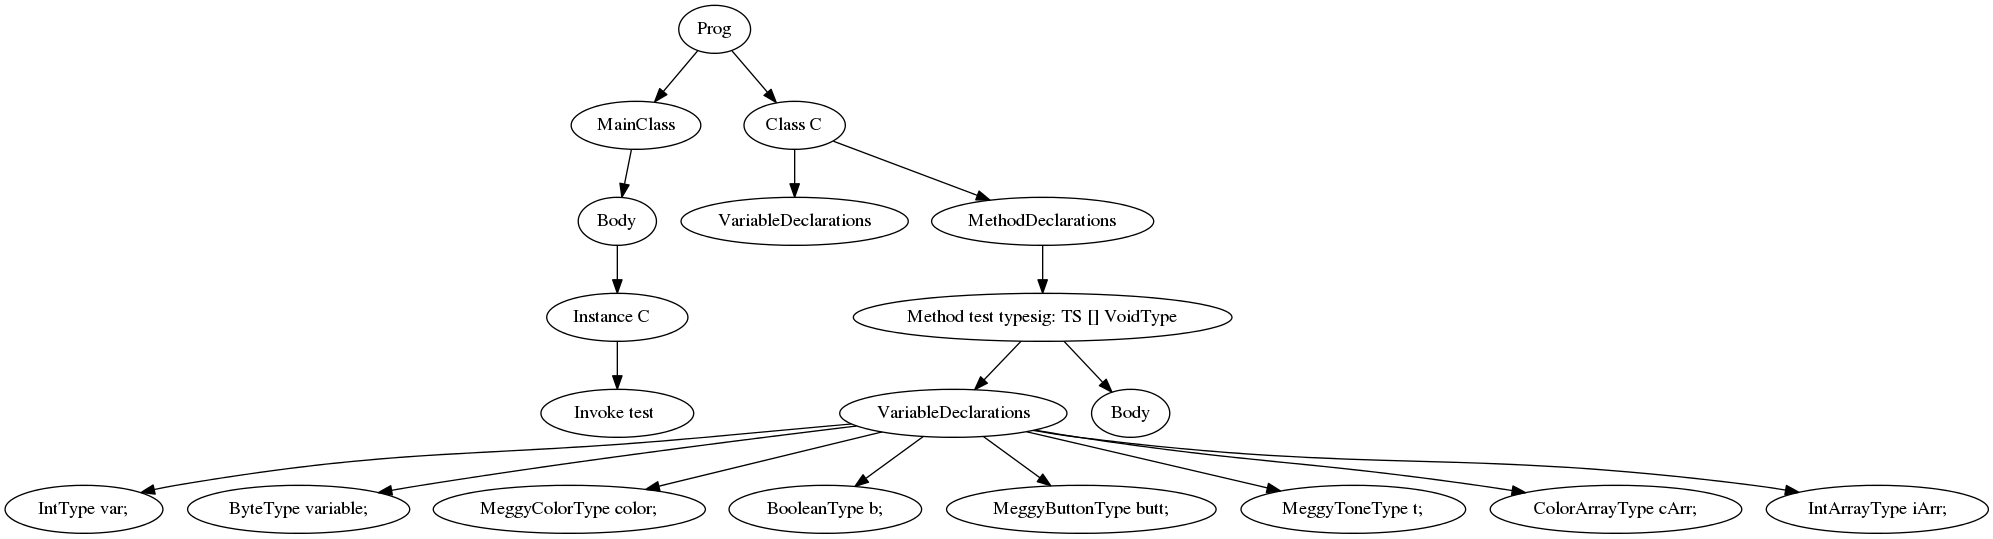 Prog
MainClass
Class C
Body
VariableDeclarations
MethodDeclarations
Instance C
Method test typesig: TS [] VoidType
Invoke test
VariableDeclarations
Body
IntType var;
ByteType variable;
MeggyColorType color;
BooleanType b;
MeggyButtonType butt;
MeggyToneType t;
ColorArrayType cArr;
IntArrayType iArr;